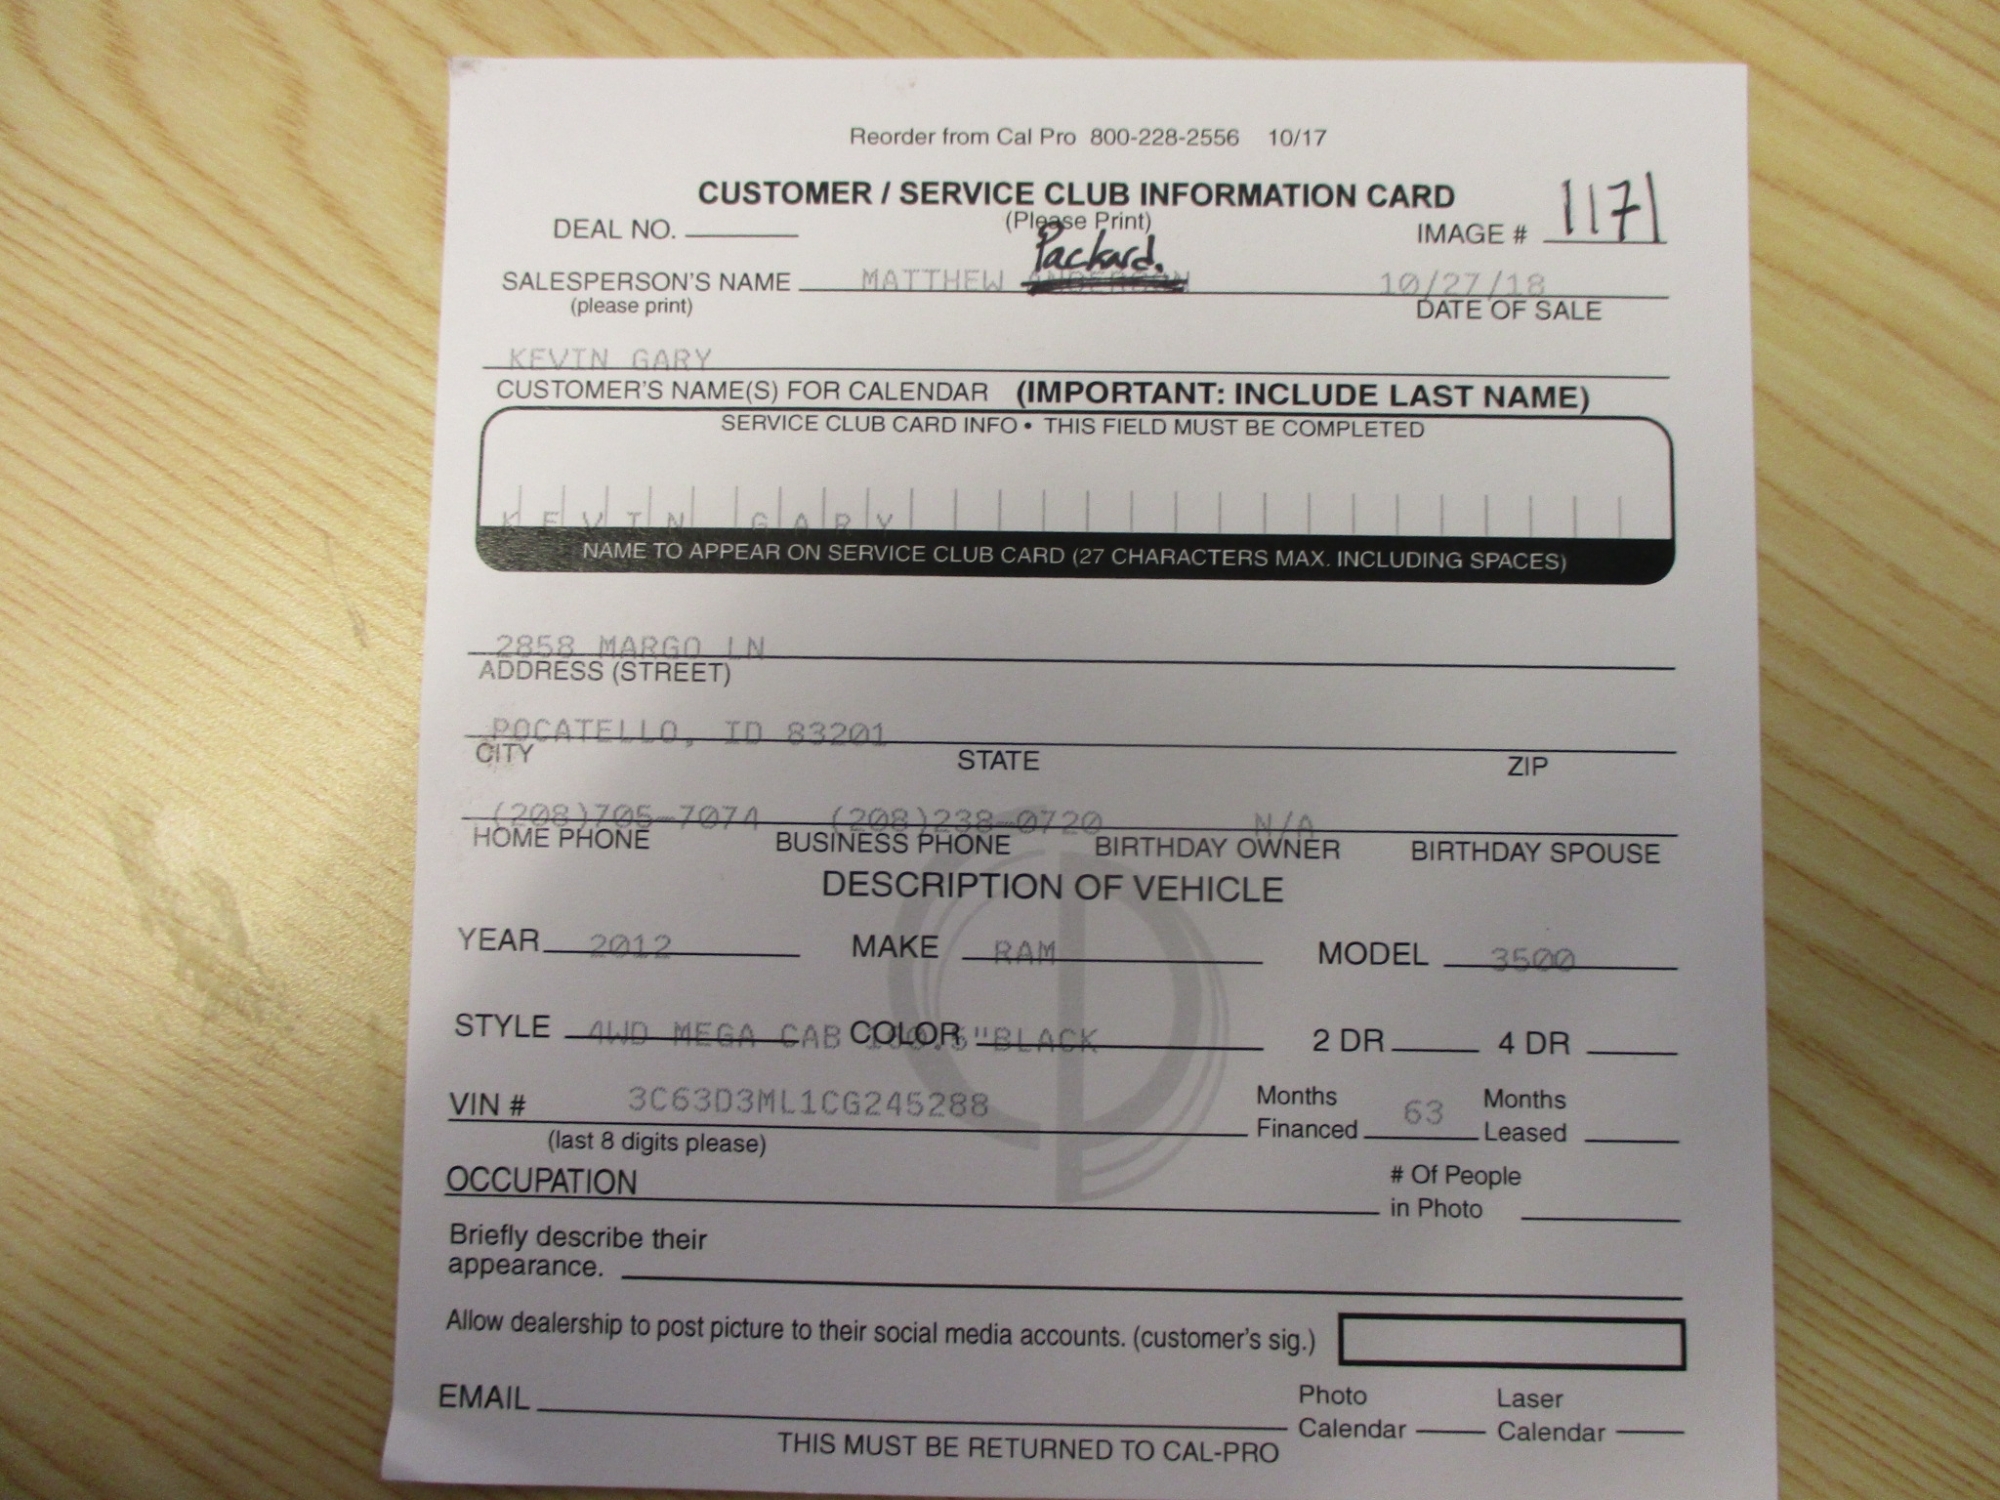 Reorder from Cal Pro 800-228-2556 10/17
CUSTOMER / SERVICE CLUB INFORMATION CARD
(Please Print)
DEAL NO. IMAGE # 1171
Packard.
SALESPERSON'S NAME MATTHEW ANDERSON 10/27/18
(please print) DATE OF SALE
KEVIN GARY
CUSTOMER'S NAME(S) FOR CALENDAR (IMPORTANT: INCLUDE LAST NAME)
SERVICE CLUB CARD INFO • THIS FIELD MUST BE COMPLETED
KEVIN GARY
NAME TO APPEAR ON SERVICE CLUB CARD (27 CHARACTERS MAX. INCLUDING SPACES)
2858 MARGO LN
ADDRESS (STREET)
POCATELLO, ID 83201
CITY STATE ZIP
(208)705-7074 (208)238-0720 N/A
HOME PHONE BUSINESS PHONE BIRTHDAY OWNER BIRTHDAY SPOUSE
DESCRIPTION OF VEHICLE
YEAR 2012 MAKE RAM MODEL 3500
STYLE 4WD MEGA CAB COLOR "BLACK 2 DR 4 DR
VIN # 3C63D3ML1CG245288 Months Financed 63 Months Leased
(last 8 digits please)
OCCUPATION # Of People in Photo
Briefly describe their
appearance.
Allow dealership to post picture to their social media accounts. (customer's sig.)
EMAIL Photo Calendar Laser Calendar
THIS MUST BE RETURNED TO CAL-PRO